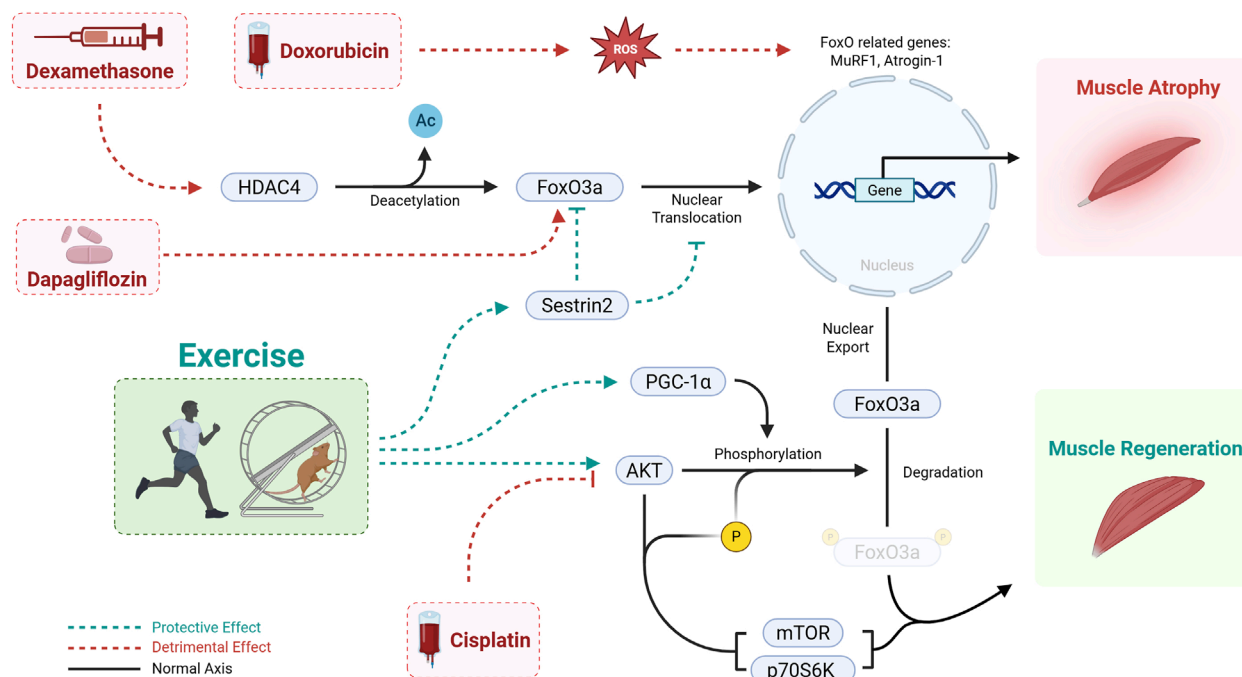 Dexamethasone
Doxorubicin
ROS
FoxO related genes:
MuRF1, Atrogin-1
Muscle Atrophy
Ac
HDAC4
Deacetylation
FoxO3a
Nuclear
Translocation
Gene
Nucleus
Dapagliflozin
Sestrin2
Nuclear
Export
Exercise
PGC-1α
FoxO3a
Muscle Regeneration
Phosphorylation
AKT
Degradation
P
P
P
FoxO3a
Cisplatin
Protective Effect
Detrimental Effect
Normal Axis
mTOR
p70S6K